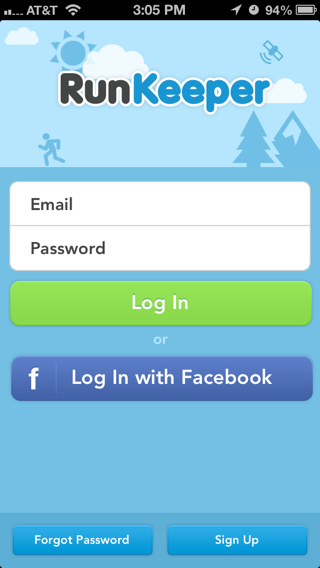 AT&T 3:05 PM 94%
RunKeeper
Email
Password
Log In
or
f Log In with Facebook
Forgot Password Sign Up